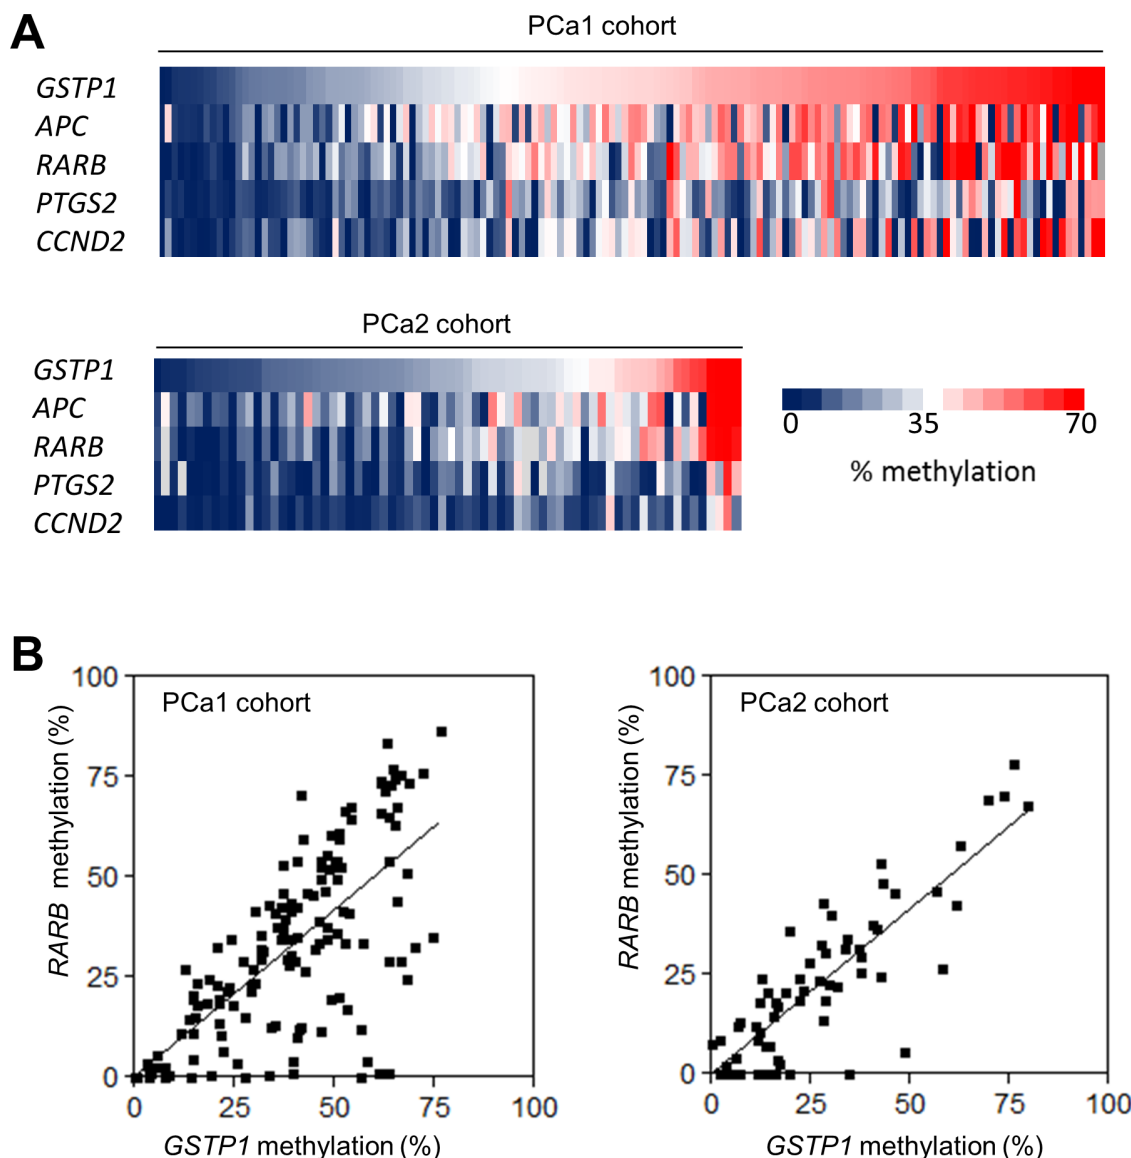 A
PCa1 cohort
GSTP1
APC
RARB
PTGS2
CCND2
PCa2 cohort
GSTP1
APC
RARB
PTGS2
CCND2
0 35 70
% methylation
B
PCa1 cohort
RARB methylation (%)
100
75
50
25
0
0 25 50 75 100
GSTP1 methylation (%)
PCa2 cohort
RARB methylation (%)
100
75
50
25
0
0 25 50 75 100
GSTP1 methylation (%)